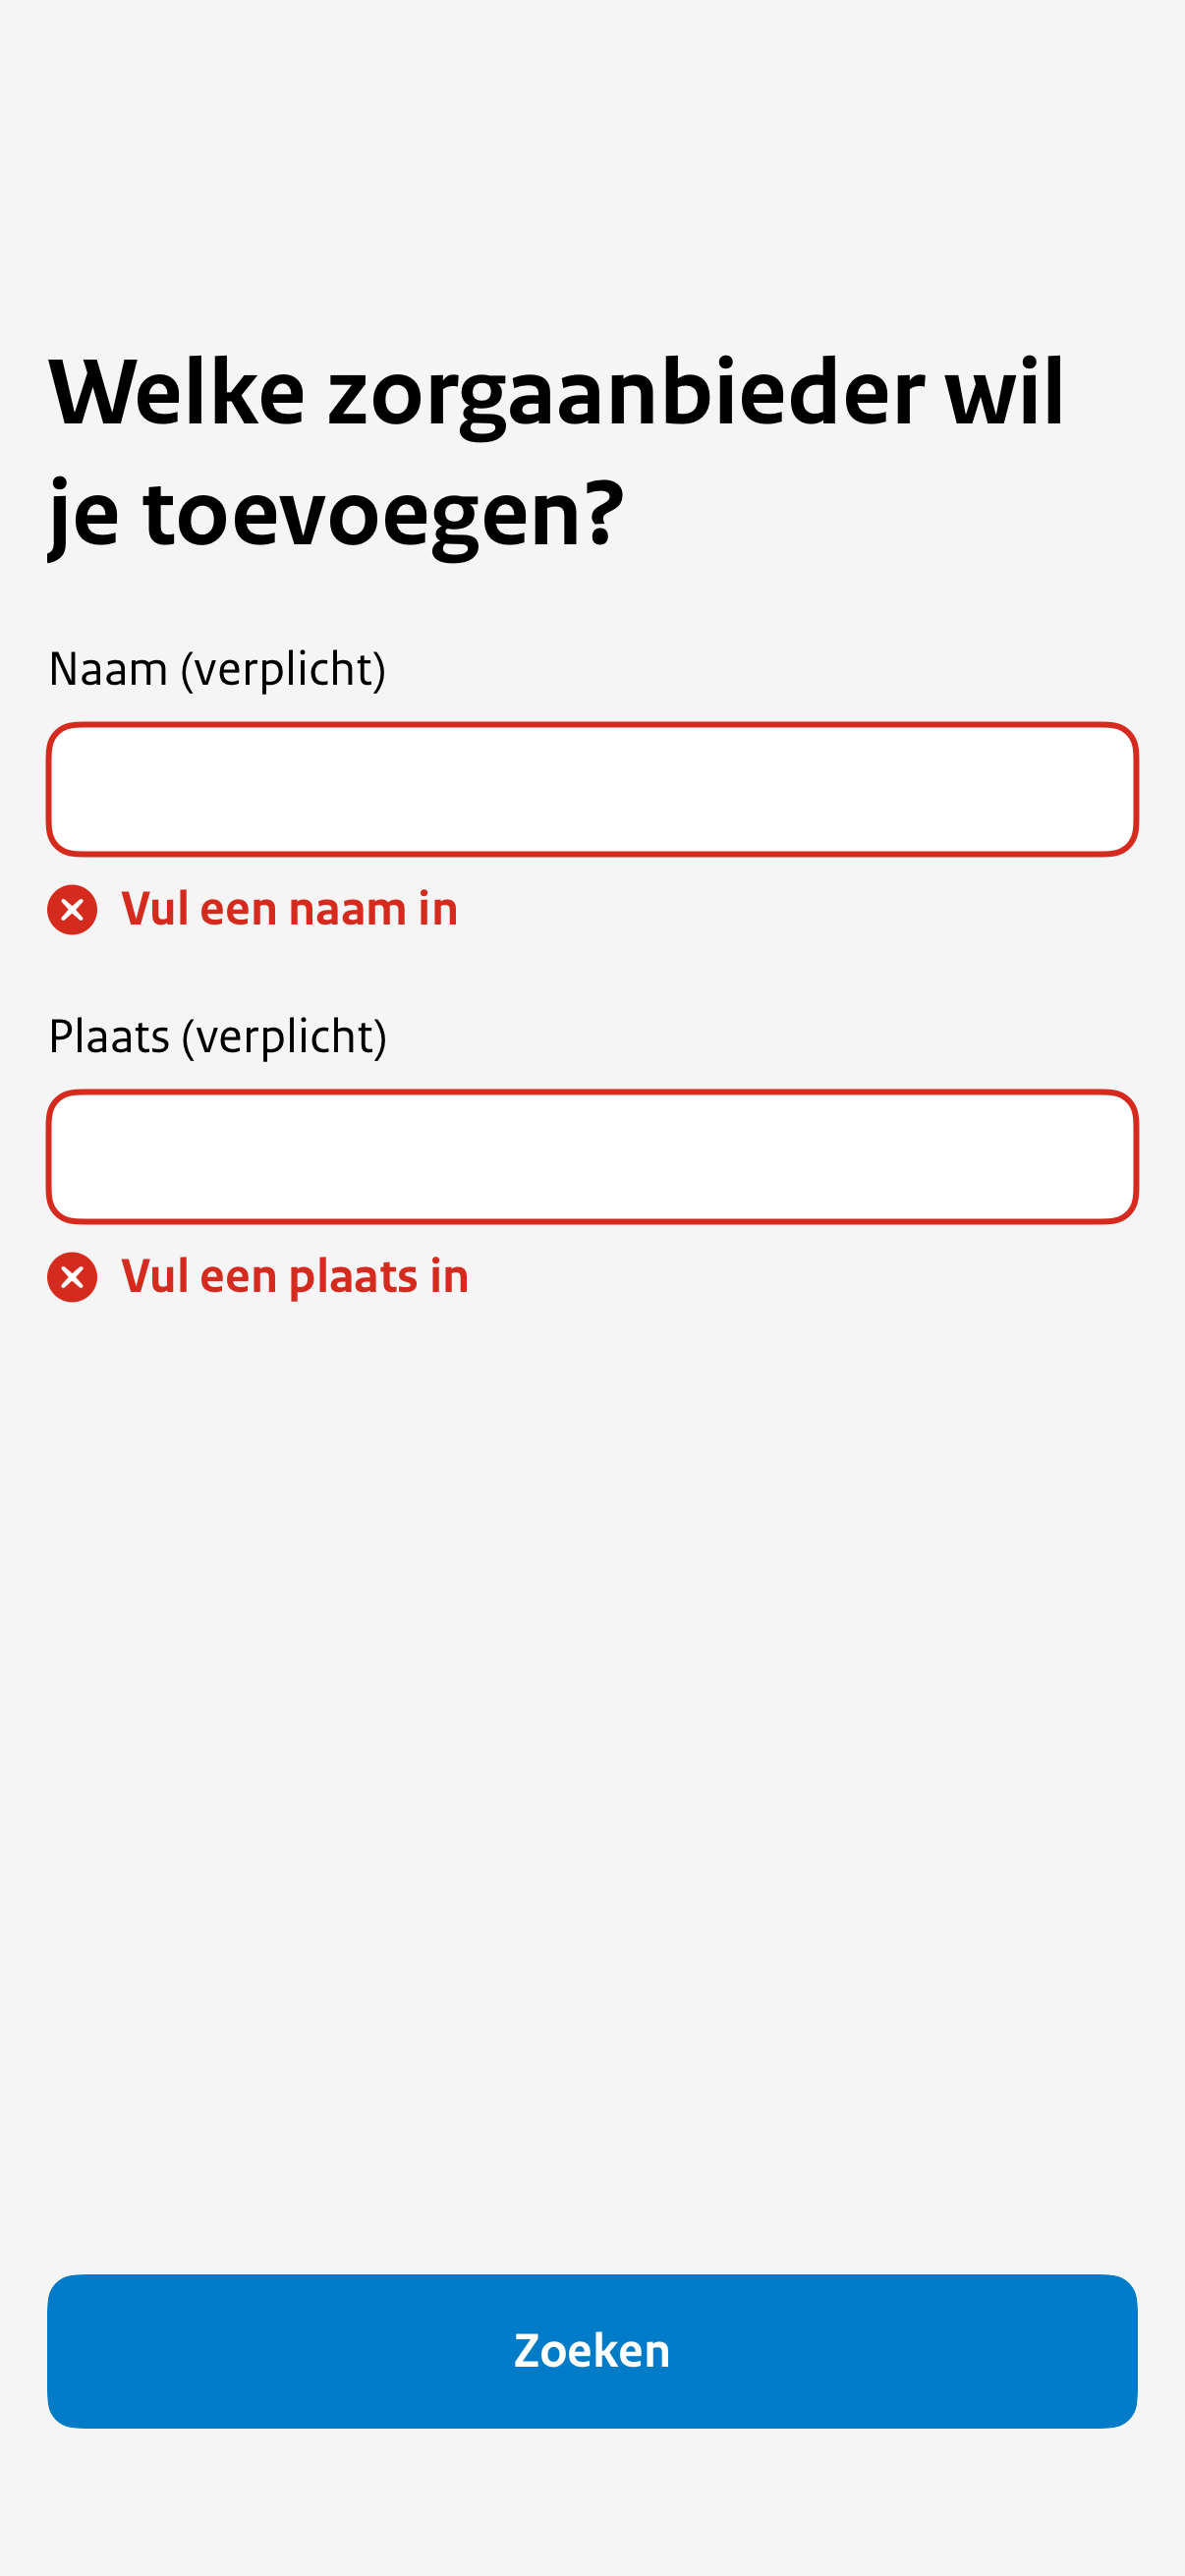 Welke zorgaanbieder wil
je toevoegen?
Naam (verplicht)
Vul een naam in
Plaats (verplicht)
Vul een plaats in
Zoeken